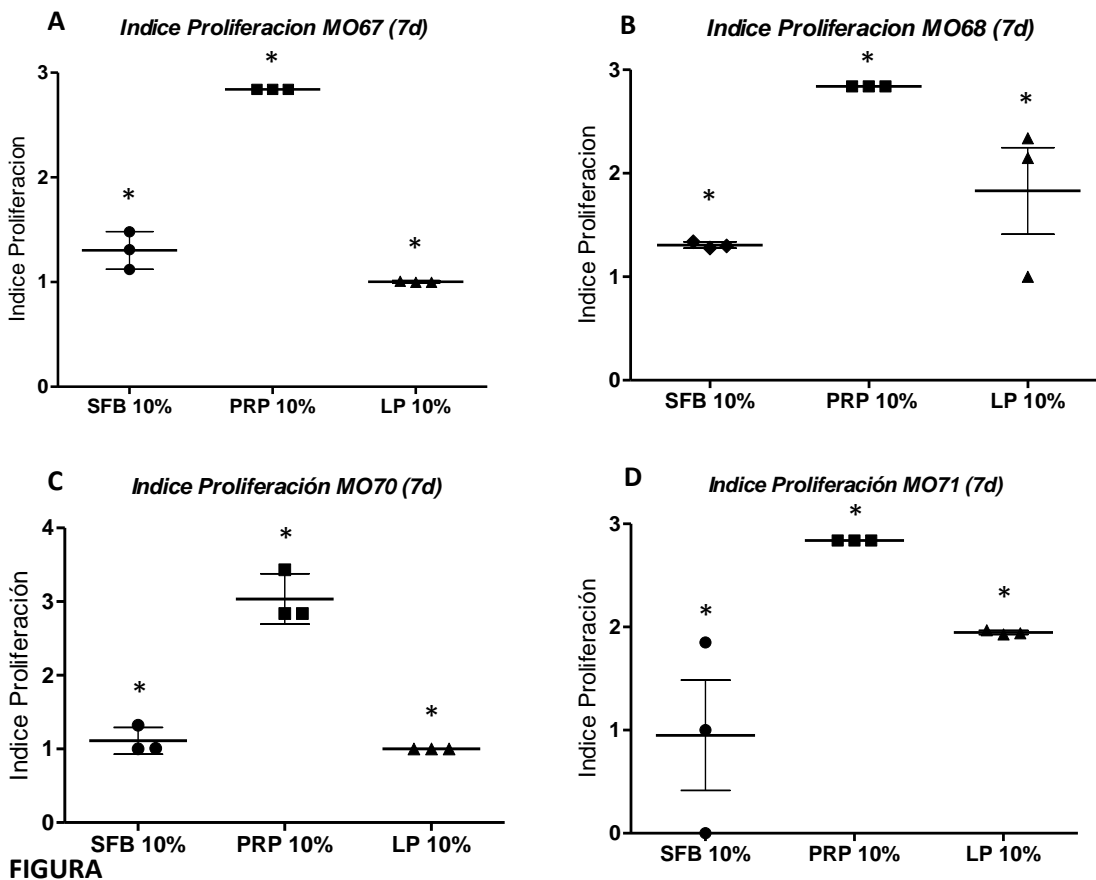 A
Indice Proliferacion MO67 (7d)
*
*
*
3
2
1
0
Indice Proliferacion
SFB 10% PRP 10% LP 10%
B
Indice Proliferacion MO68 (7d)
*
*
*
3
2
1
0
Indice Proliferacion
SFB 10% PRP 10% LP 10%
C
Indice Proliferación MO70 (7d)
*
*
*
4
3
2
1
0
Indice Proliferación
SFB 10% PRP 10% LP 10%
D
Indice Proliferación MO71 (7d)
*
*
*
3
2
1
0
Indice Proliferación
SFB 10% PRP 10% LP 10%
FIGURA